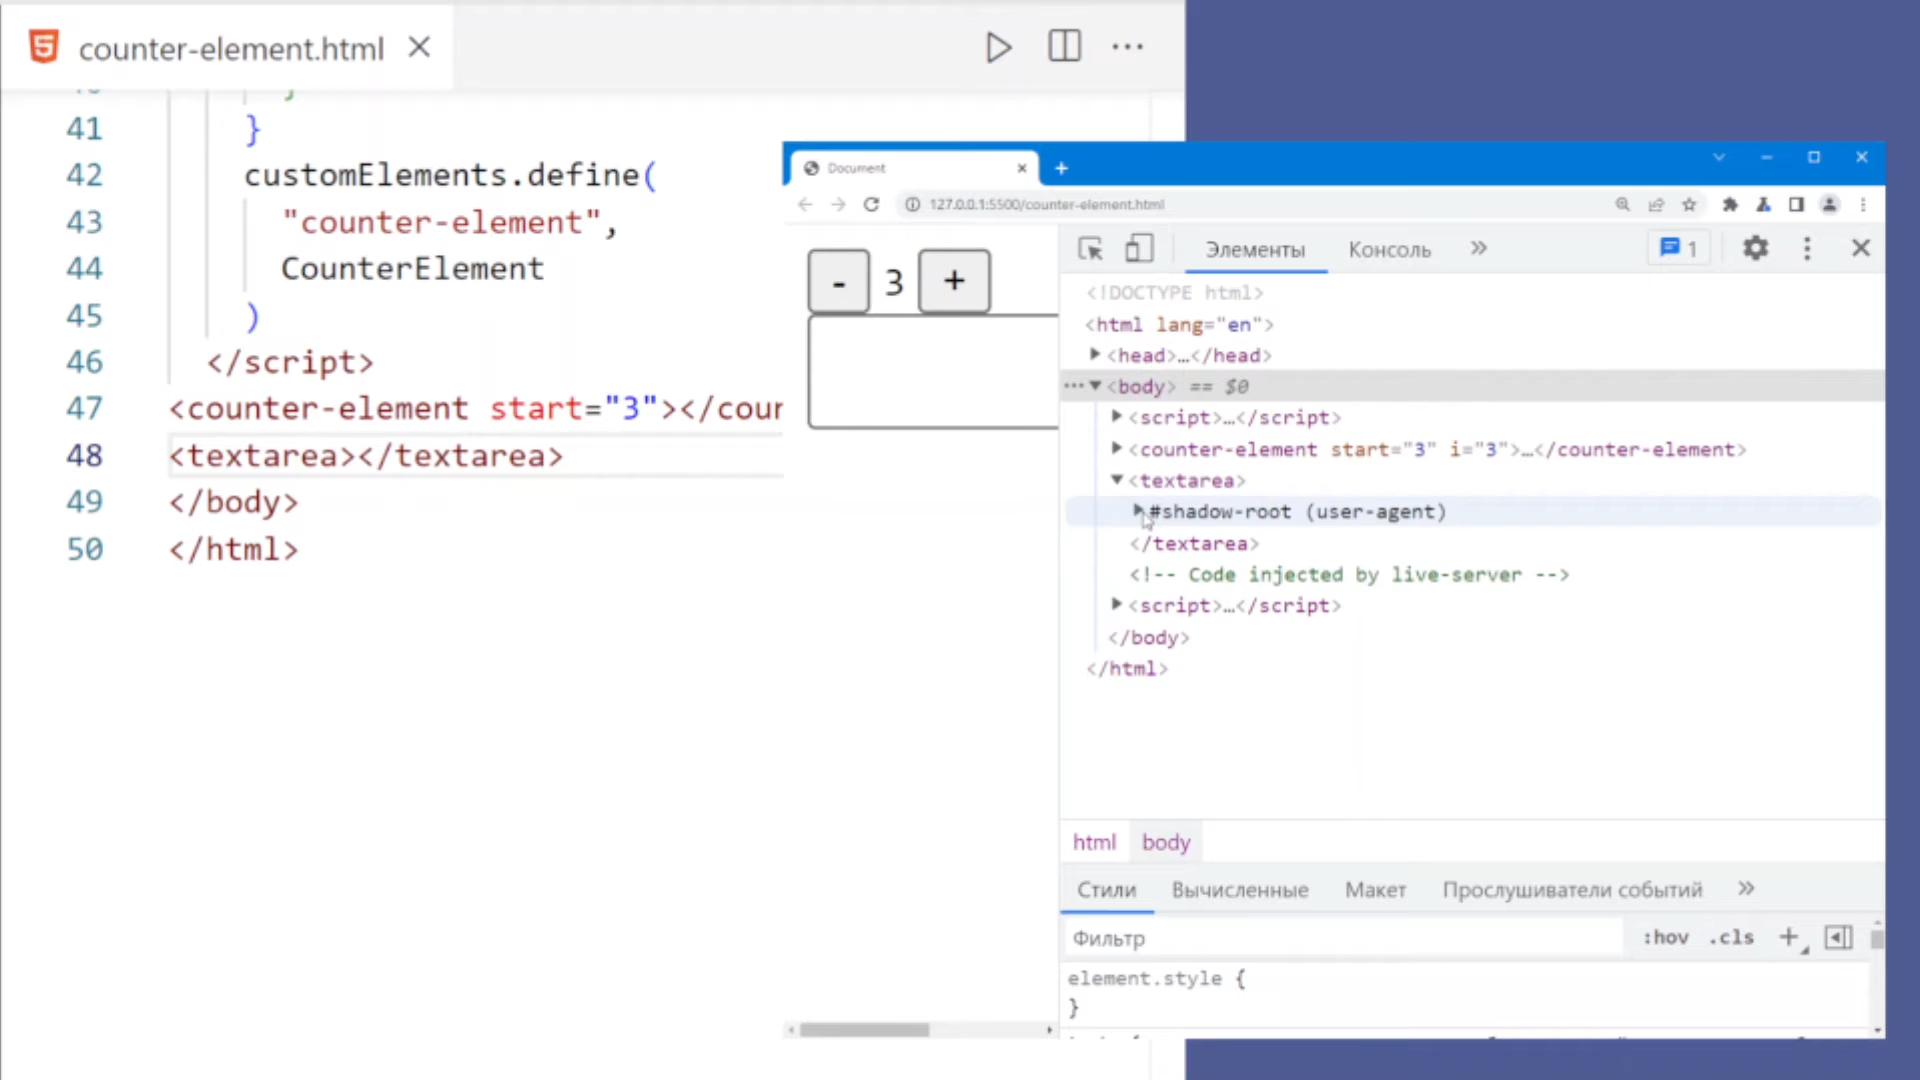 counter-element.html
}
41 }
42 customElements.define(
43 "counter-element",
44 CounterElement
45 )
46 </script>
47 <counter-element start="3"></cour
48 <textarea></textarea>
49 </body>
50 </html>
Document
127.0.0.1:5500/counter-element.html
- 3 +
Элементы Консоль » 1
<!DOCTYPE html>
<html lang="en">
<head>…</head>
<body> == $0
<script>…</script>
<counter-element start="3" i="3">…</counter-element>
<textarea>
#shadow-root (user-agent)
</textarea>
<!-- Code injected by live-server -->
<script>…</script>
</body>
</html>
html body
Стили Вычисленные Макет Прослушиватели событий »
Фильтр :hov .cls +
element.style {
}